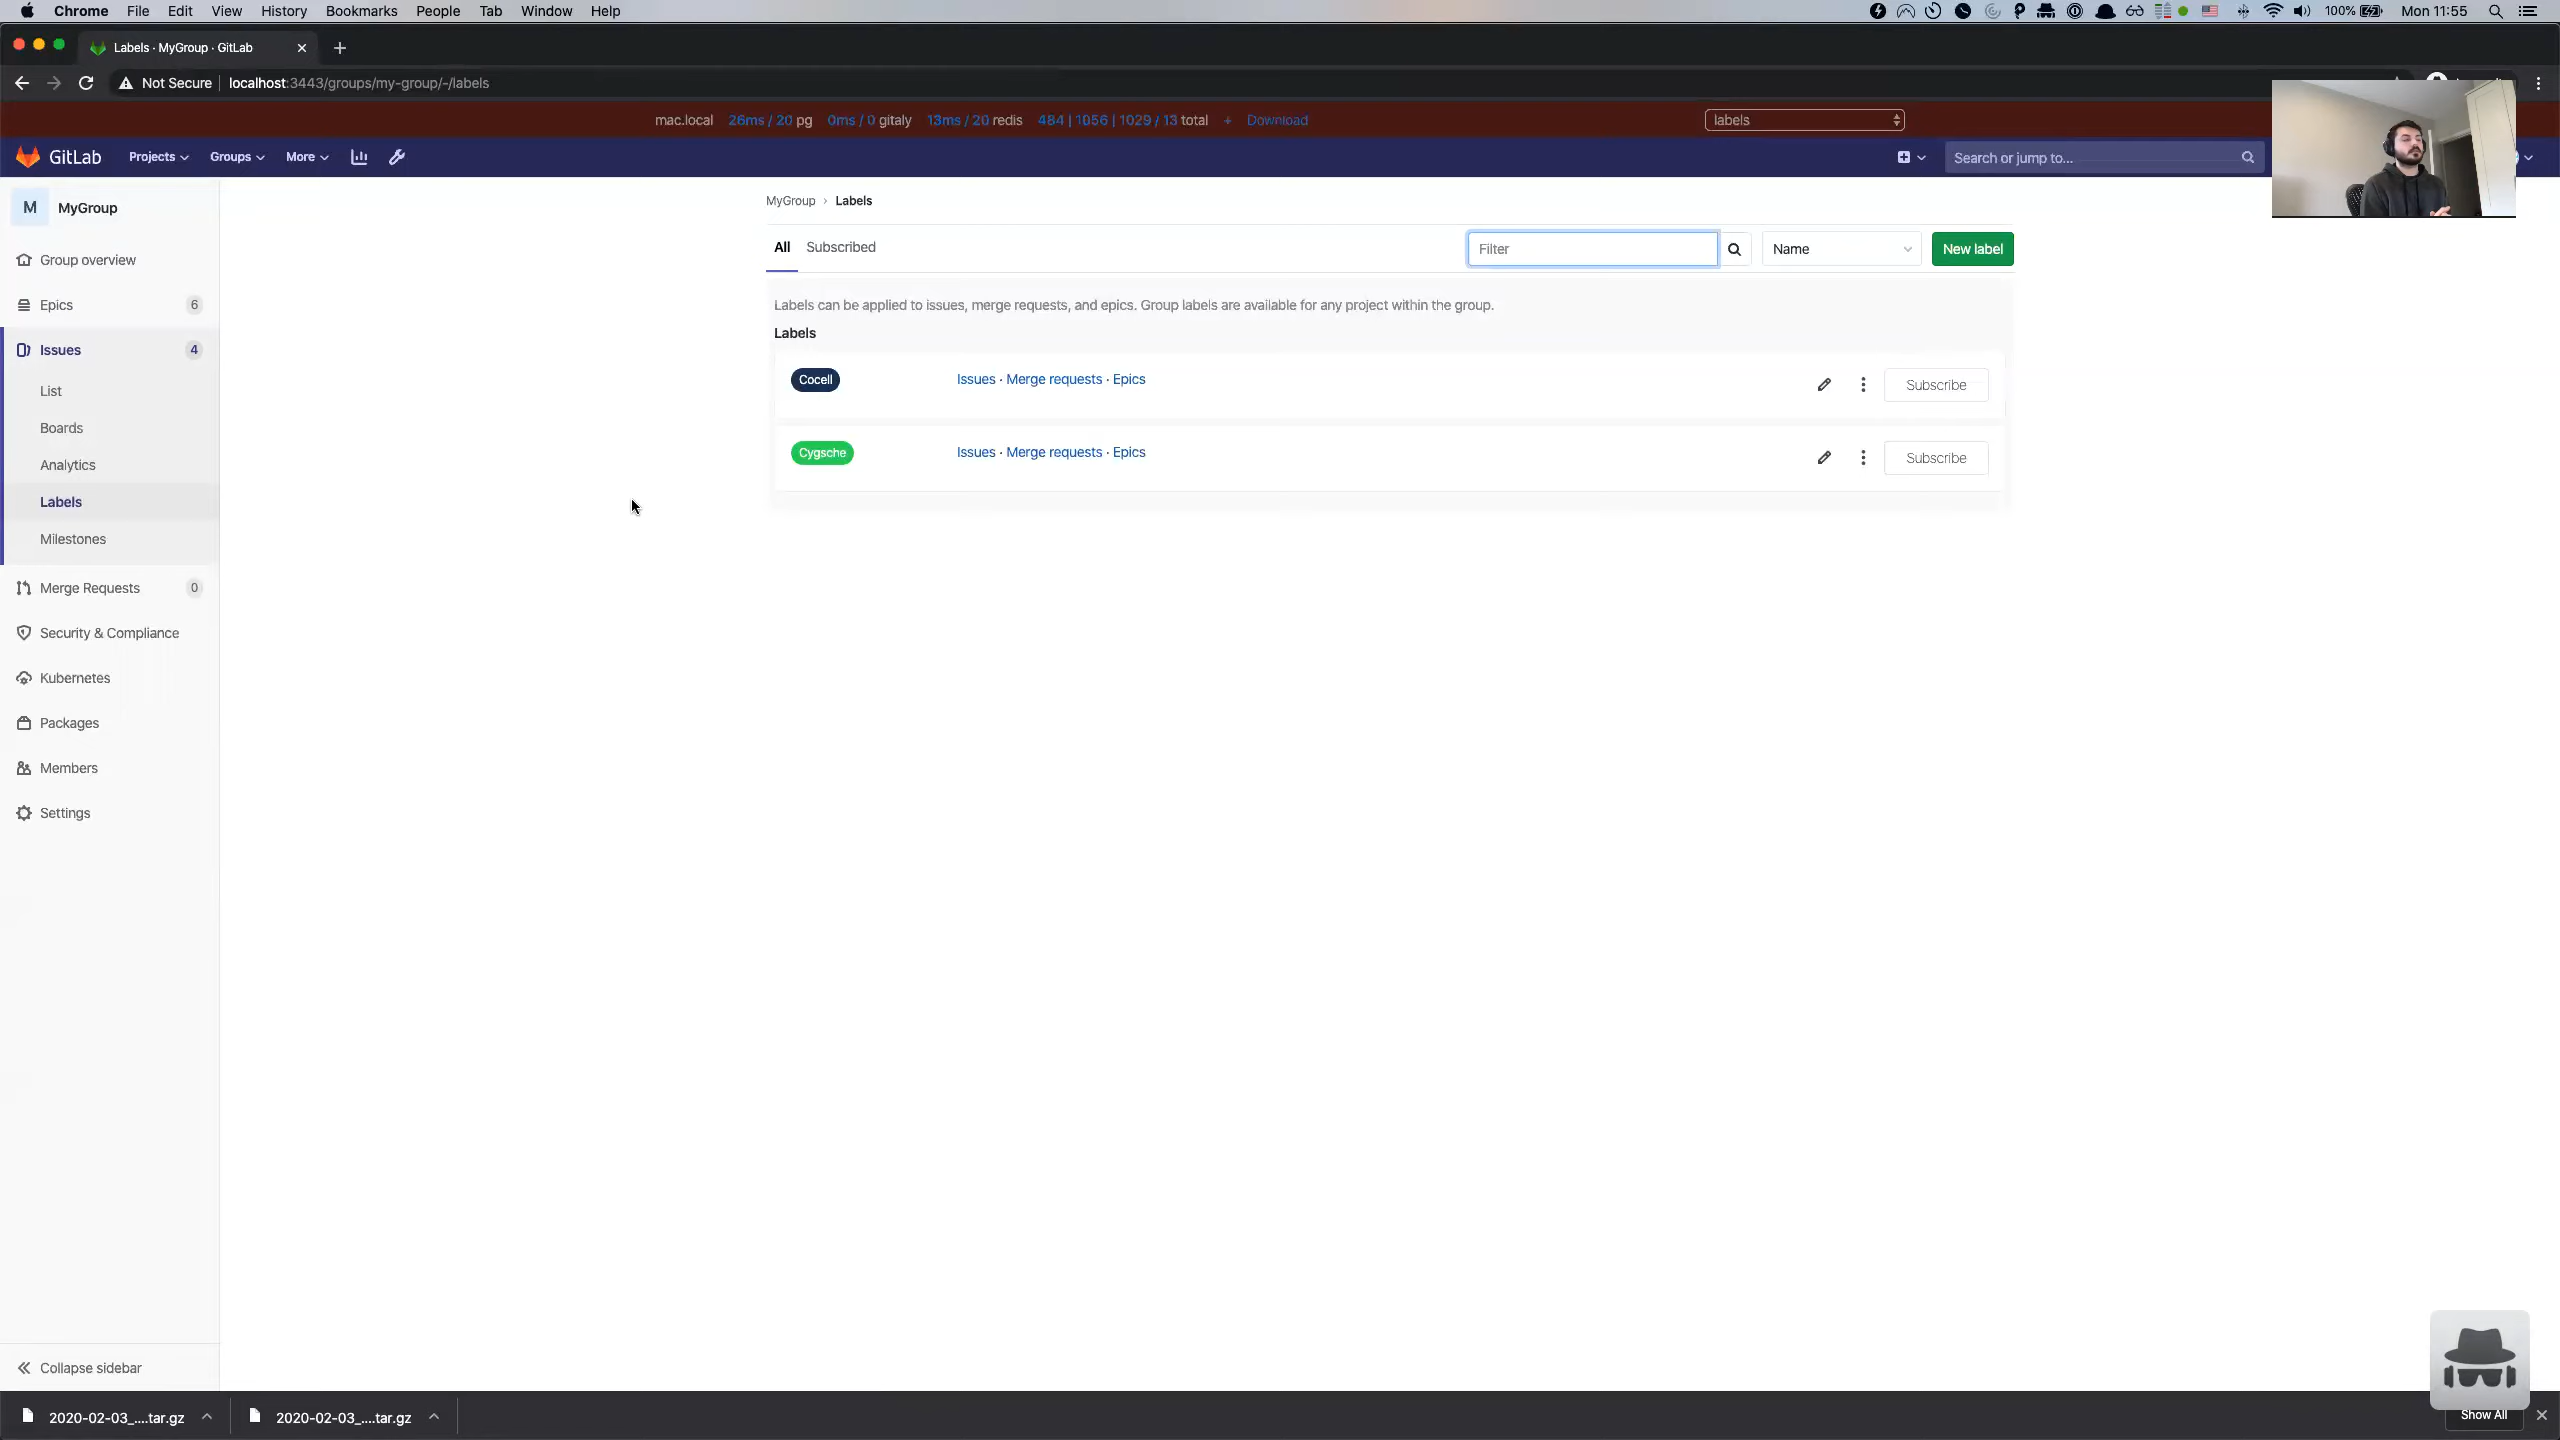 Chrome File Edit View History Bookmarks People Tab Window Help 100% Mon 11:55
Labels · MyGroup · GitLab
Not Secure localhost:3443/groups/my-group/-/labels
mac.local 26ms / 20 pg 0ms / 0 gitaly 13ms / 20 redis 484 | 1056 | 1029 / 13 total + Download labels
GitLab Projects Groups More Search or jump to...
M MyGroup
Group overview
Epics 6
Issues 4
List
Boards
Analytics
Labels
Milestones
Merge Requests 0
Security & Compliance
Kubernetes
Packages
Members
Settings
Collapse sidebar
MyGroup › Labels
All Subscribed Filter Name New label
Labels can be applied to issues, merge requests, and epics. Group labels are available for any project within the group.
Labels
Cocell Issues · Merge requests · Epics Subscribe
Cygsche Issues · Merge requests · Epics Subscribe
2020-02-03_....tar.gz 2020-02-03_....tar.gz Show All